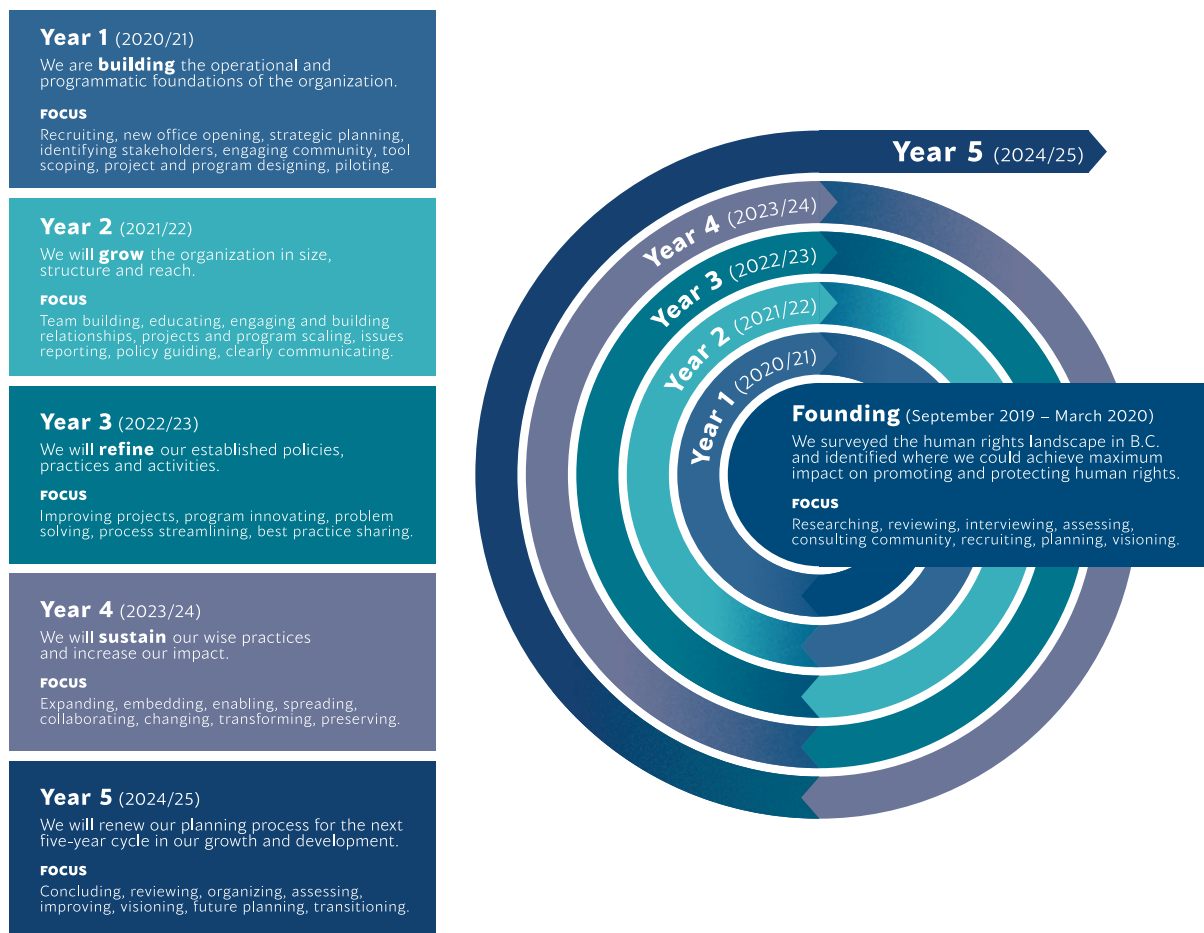 Year 1 (2020/21)
We are building the operational and
programmatic foundations of the organization.
FOCUS
Recruiting, new office opening, strategic planning,
identifying stakeholders, engaging community, tool
scoping, project and program designing, piloting.
Year 2 (2021/22)
We will grow the organization in size,
structure and reach.
FOCUS
Team building, educating, engaging and building
relationships, projects and program scaling, issues
reporting, policy guiding, clearly communicating.
Year 3 (2022/23)
We will refine our established policies,
practices and activities.
FOCUS
Improving projects, program innovating, problem
solving, process streamlining, best practice sharing.
Year 4 (2023/24)
We will sustain our wise practices
and increase our impact.
FOCUS
Expanding, embedding, enabling, spreading,
collaborating, changing, transforming, preserving.
Year 5 (2024/25)
We will renew our planning process for the next
five-year cycle in our growth and development.
FOCUS
Concluding, reviewing, organizing, assessing,
improving, visioning, future planning, transitioning.
Year 5 (2024/25)
Year 4 (2023/24)
Year 3 (2022/23)
Year 2 (2021/22)
Year 1 (2020/21)
Founding (September 2019 – March 2020)
We surveyed the human rights landscape in B.C.
and identified where we could achieve maximum
impact on promoting and protecting human rights.
FOCUS
Researching, reviewing, interviewing, assessing,
consulting community, recruiting, planning, visioning.